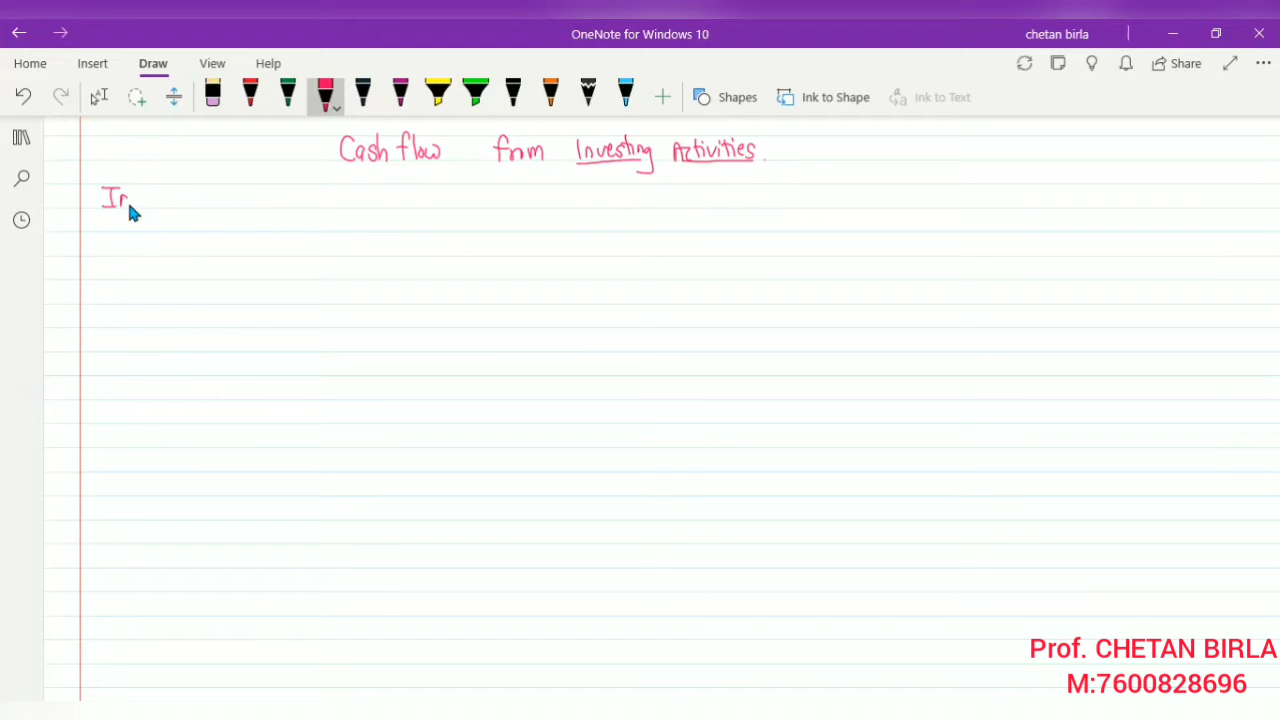 OneNote for Windows 10
chetan birla
Home Insert Draw View Help
Share
Shapes
Ink to Shape
Ink to Text
Cash flow from Investing Activities.
In
Prof. CHETAN BIRLA
M:7600828696